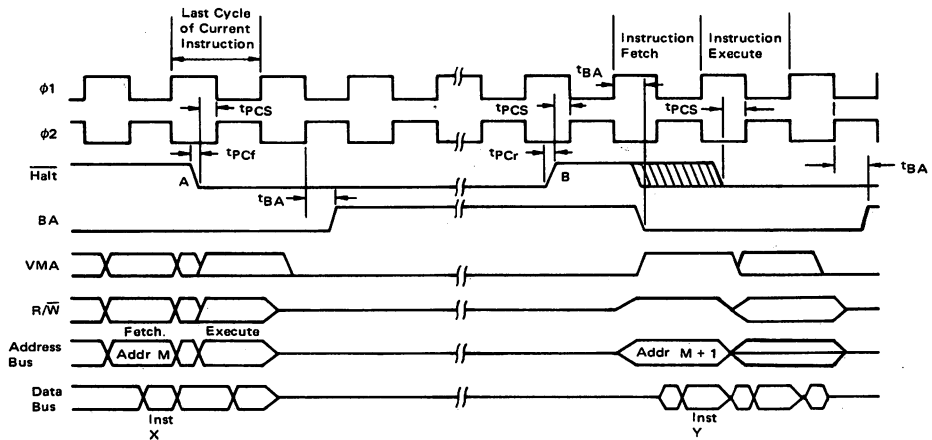 Last Cycle
of Current
Instruction
Instruction
Fetch
Instruction
Execute
tBA
ϕ1
tPCS
tPCS
tPCS
ϕ2
tPCf
tPCr
Halt
A
B
tBA
tBA
BA
VMA
R/W
Fetch.
Execute
Address
Bus
Addr M
Addr M + 1
Data
Bus
Inst
X
Inst
Y